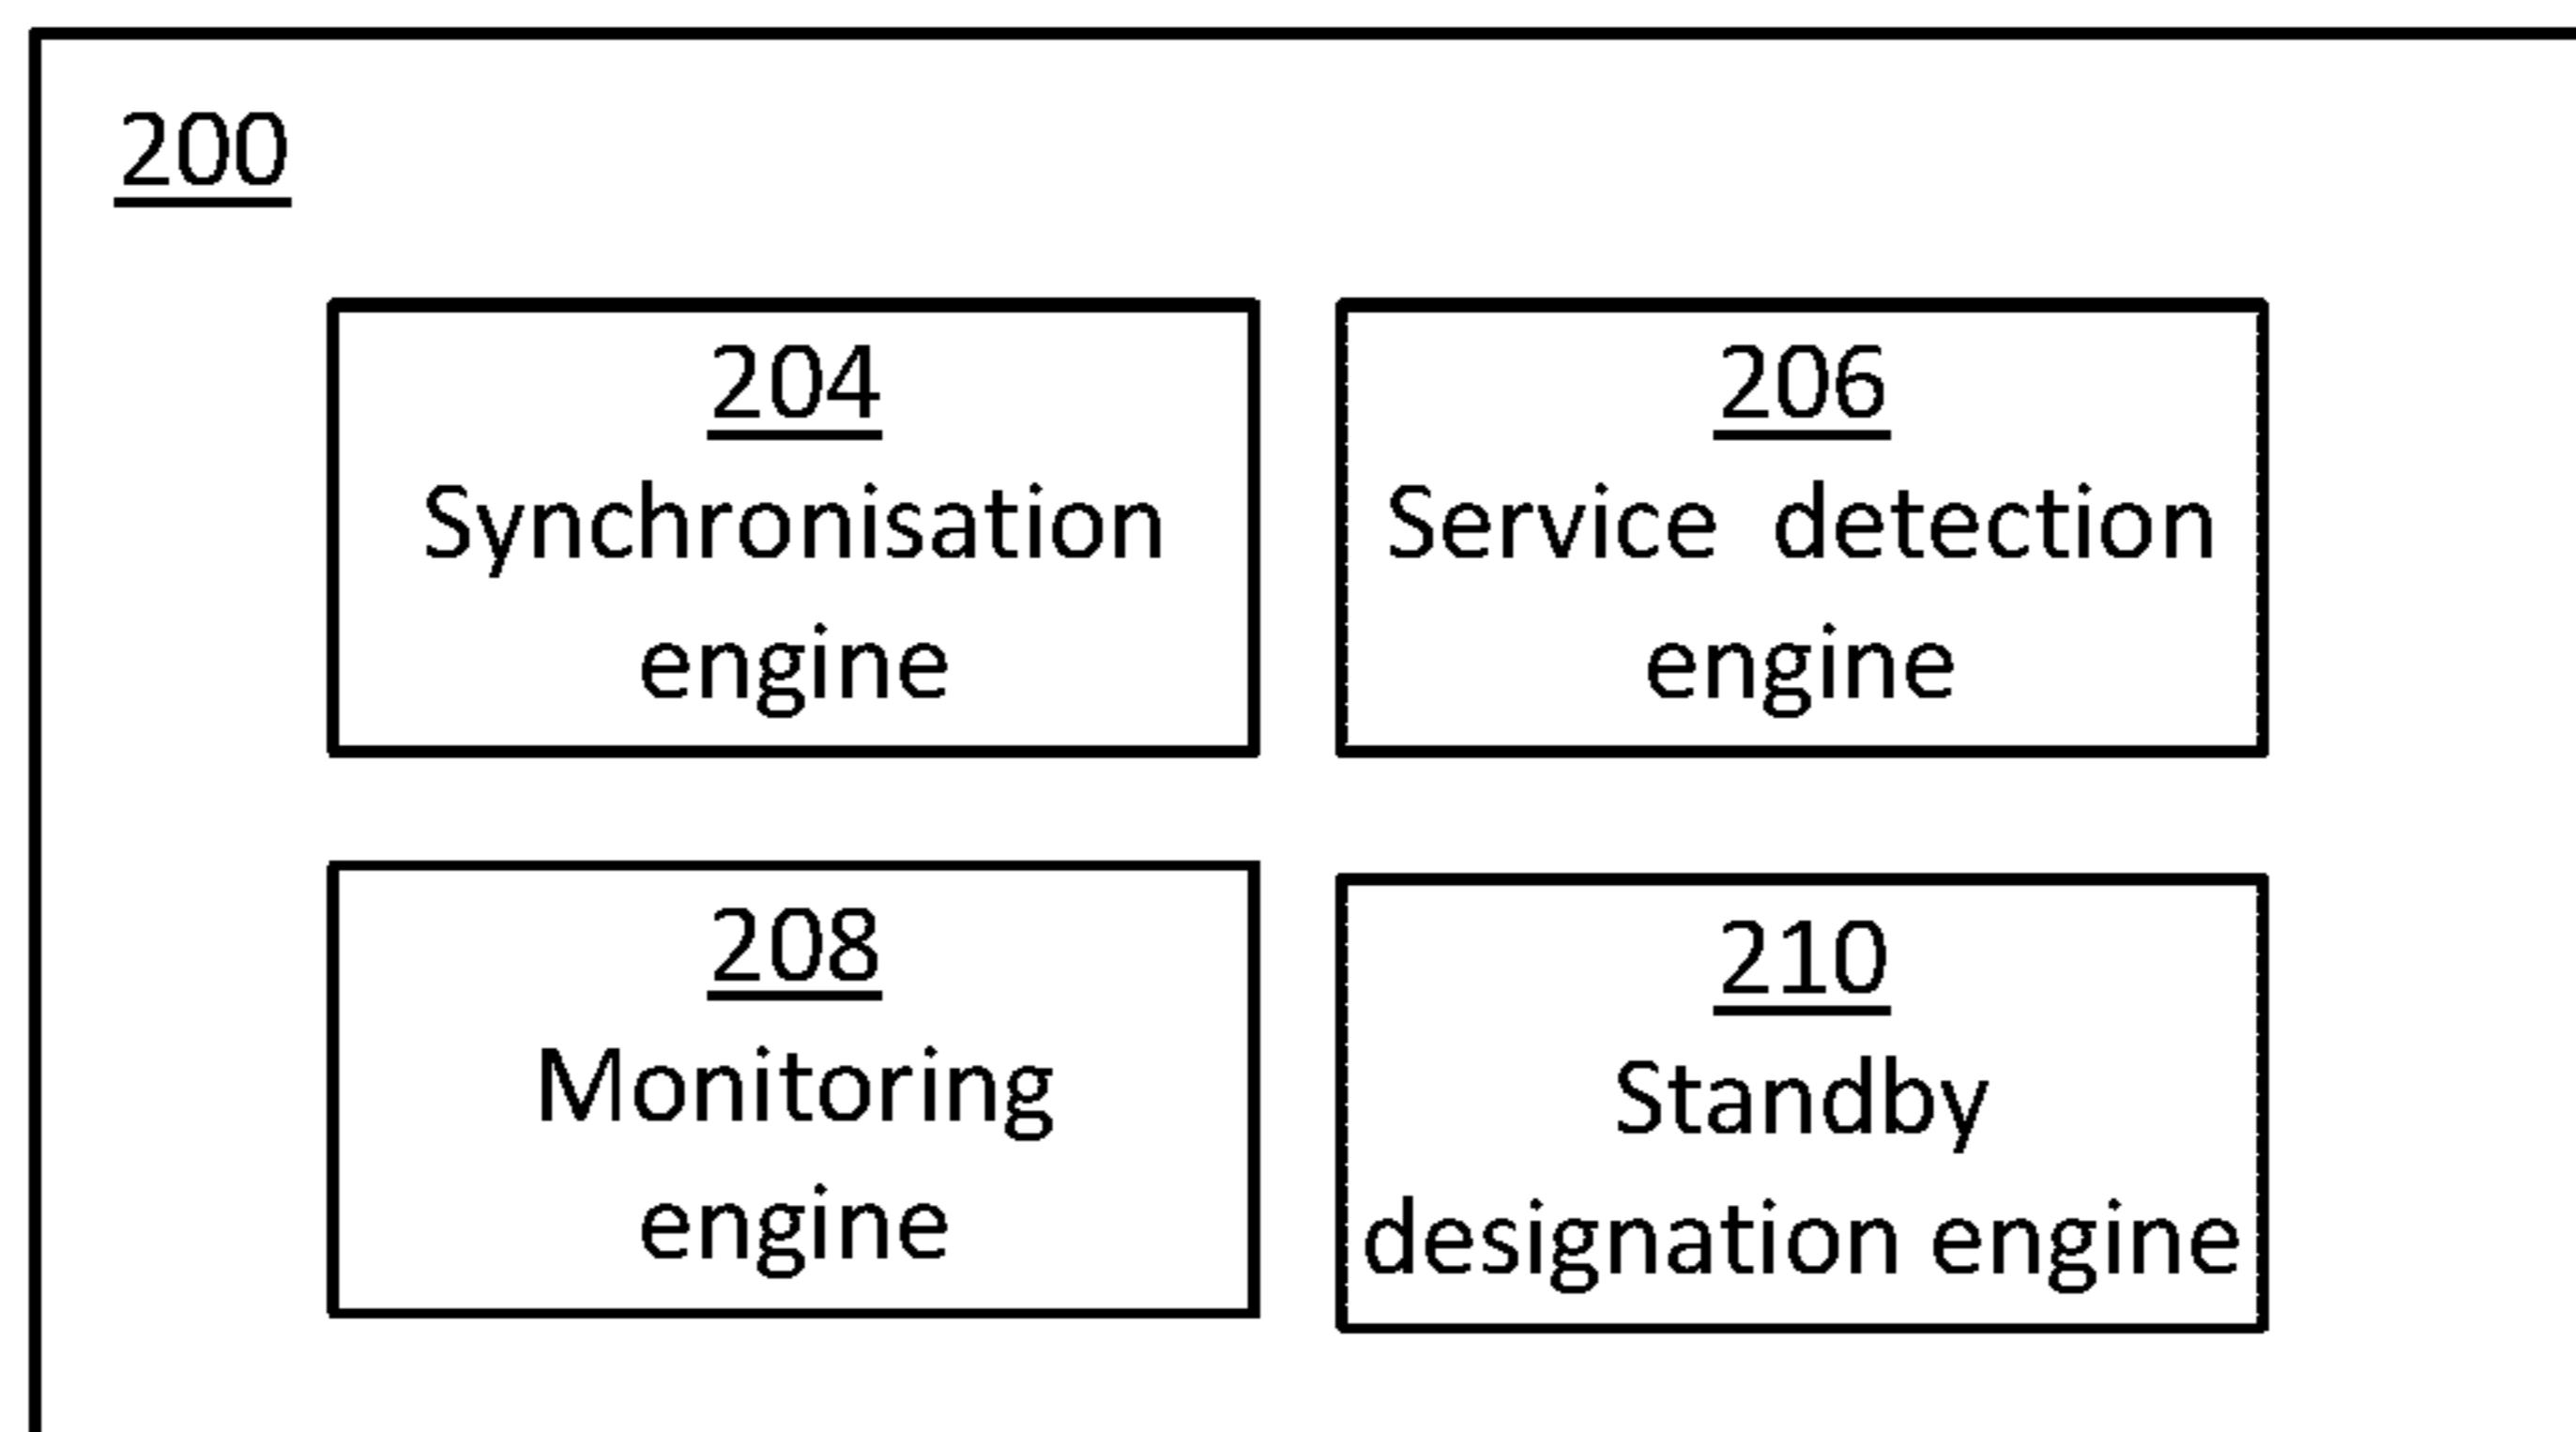 200
204
Synchronisation
engine
206
Service detection
engine
208
Monitoring
engine
210
Standby
designation engine